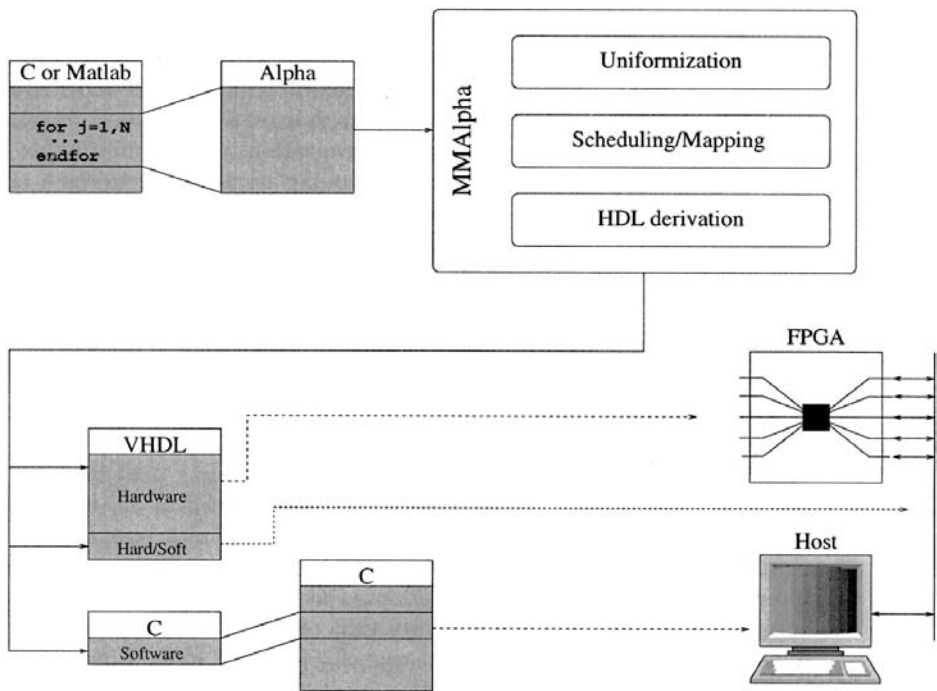 C or Matlab
for j=1,N
...
endfor
Alpha
MMAlpha
Uniformization
Scheduling/Mapping
HDL derivation
FPGA
VHDL
Hardware
Hard/Soft
Host
C
C
Software